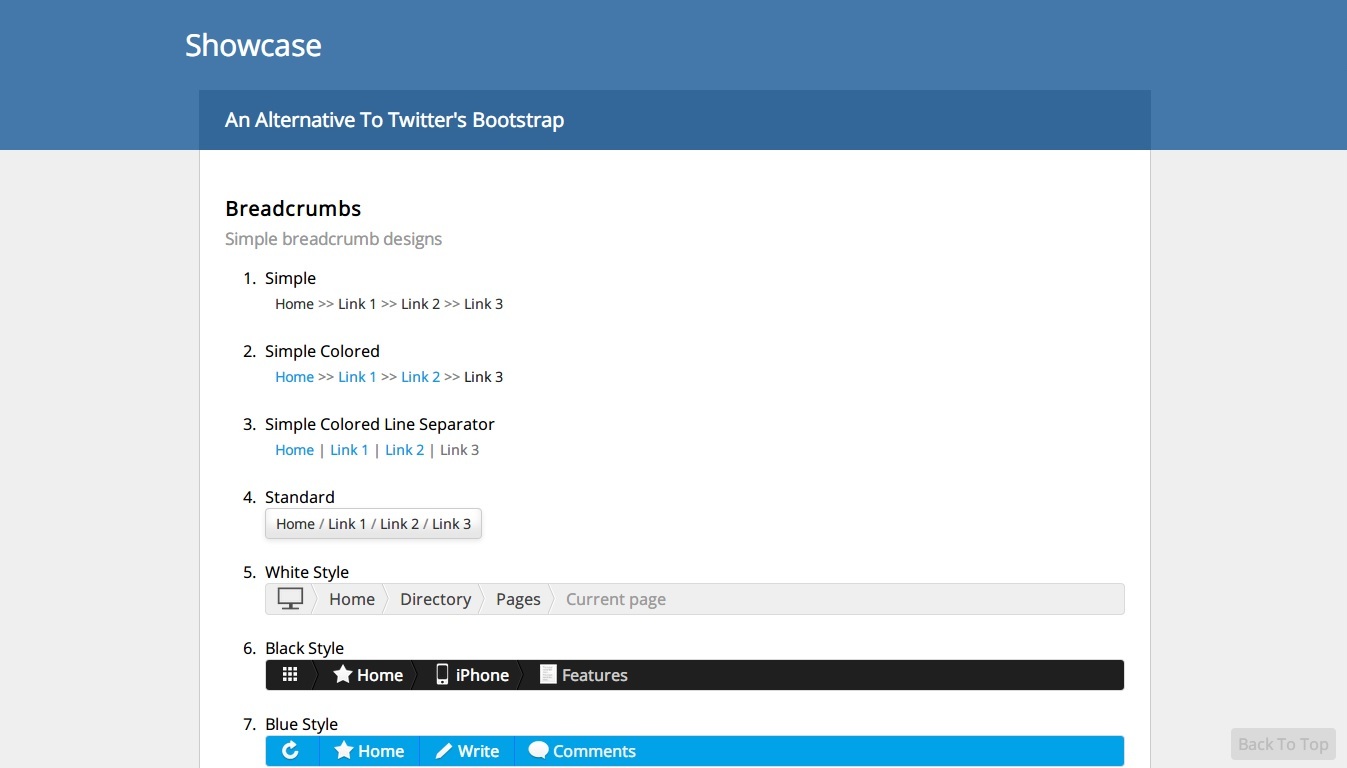 Showcase
An Alternative To Twitter's Bootstrap
Breadcrumbs
Simple breadcrumb designs
1. Simple
Home >> Link 1 >> Link 2 >> Link 3
2. Simple Colored
Home >> Link 1 >> Link 2 >> Link 3
3. Simple Colored Line Separator
Home | Link 1 | Link 2 | Link 3
4. Standard
Home / Link 1 / Link 2 / Link 3
5. White Style
Home Directory Pages Current page
6. Black Style
Home iPhone Features
7. Blue Style
Home Write Comments
Back To Top